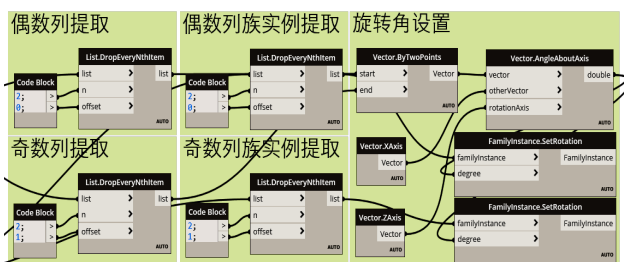 偶数列提取
List.DropEveryNthItem
list > list
n >
offset >
AUTO
Code Block
2; >
0; >
偶数列族实例提取
List.DropEveryNthItem
list > list
n >
offset >
AUTO
Code Block
2; >
0; >
旋转角设置
Vector.ByTwoPoints
start > Vector
end >
AUTO
Vector.AngleAboutAxis
vector > double
otherVector >
rotationAxis >
AUTO
Vector.XAxis
Vector
AUTO
FamilyInstance.SetRotation
familyInstance > FamilyInstance
degree >
AUTO
奇数列提取
List.DropEveryNthItem
list > list
n >
offset >
AUTO
Code Block
2; >
1; >
奇数列族实例提取
List.DropEveryNthItem
list > list
n >
offset >
AUTO
Code Block
2; >
1; >
Vector.ZAxis
Vector
AUTO
FamilyInstance.SetRotation
familyInstance > FamilyInstance
degree >
AUTO